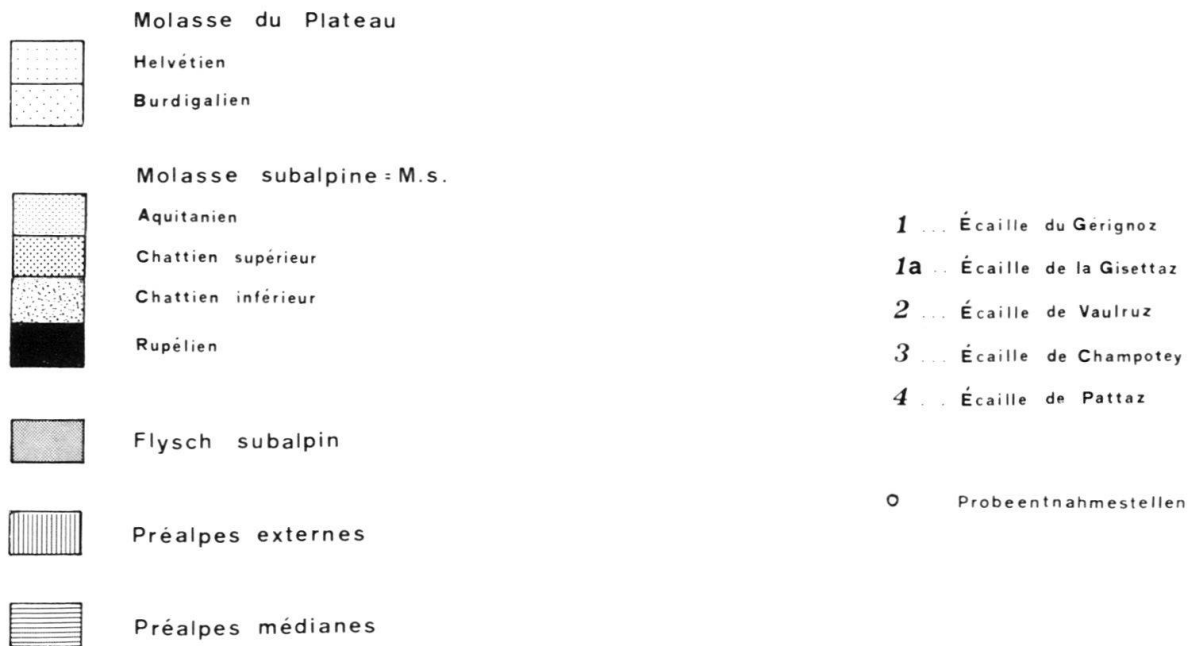 Molasse du Plateau
Helvétien
Burdigalien
Molasse subalpine = M.s.
Aquitanien
Chattien supérieur
Chattien inférieur
Rupélien
Flysch subalpin
Préalpes externes
Préalpes médianes
1 ... Écaille du Gérignoz
1a .. Écaille de la Gisettaz
2 ... Écaille de Vaulruz
3 ... Écaille de Champotey
4 .. Écaille de Pattaz
o Probeentnahmestellen